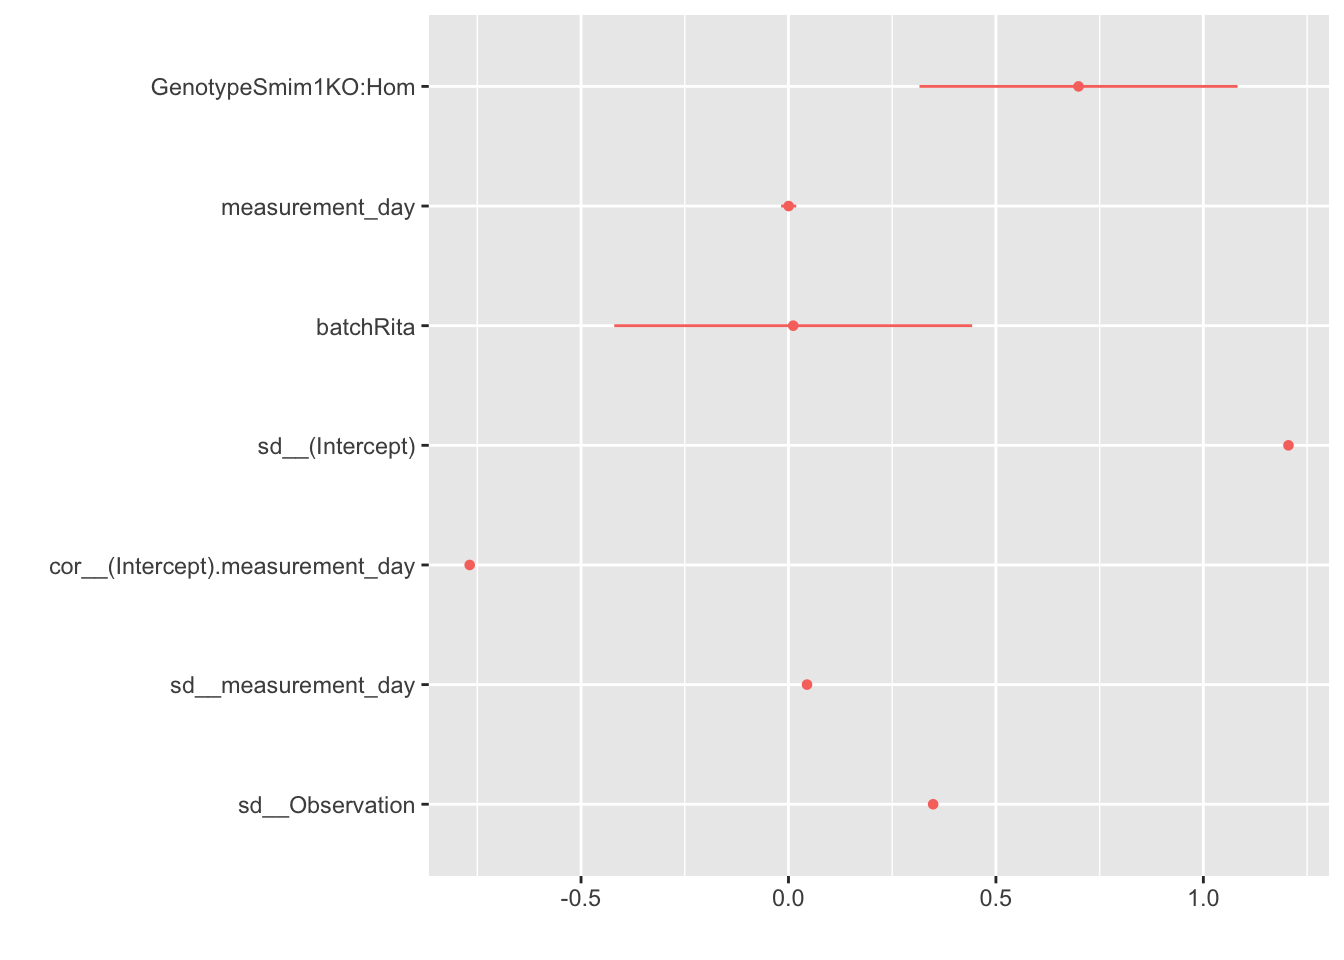 GenotypeSmim1KO:Hom
measurement_day
batchRita
sd__(Intercept)
cor__(Intercept).measurement_day
sd__measurement_day
sd__Observation
-0.5 0.0 0.5 1.0